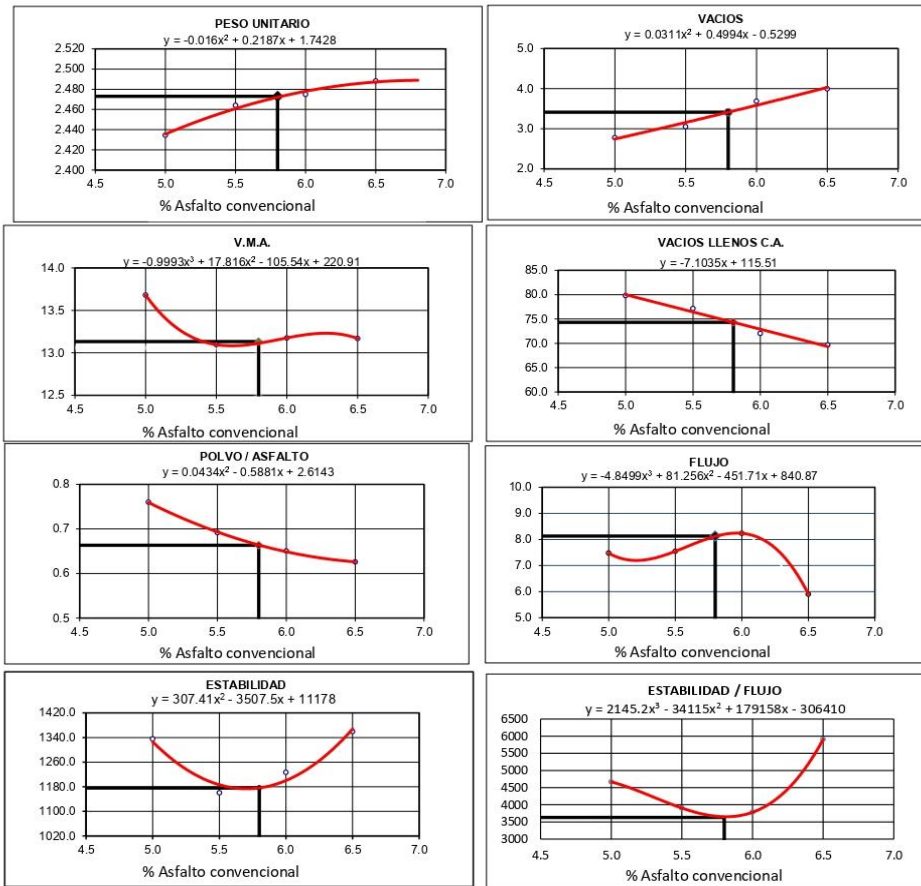 PESO UNITARIO
y = -0.016x² + 0.2187x + 1.7428
2.520
2.500
2.480
2.460
2.440
2.420
2.400
4.5 5.0 5.5 6.0 6.5 7.0
% Asfalto convencional
VACIOS
y = 0.0311x² + 0.4994x - 0.5299
5.0
4.0
3.0
2.0
4.5 5.0 5.5 6.0 6.5 7.0
% Asfalto convencional
V.M.A.
y = -0.9993x³ + 17.816x² - 105.54x + 220.91
14.0
13.5
13.0
12.5
4.5 5.0 5.5 6.0 6.5 7.0
% Asfalto convencional
VACIOS LLENOS C.A.
y = -7.1035x + 115.51
85.0
80.0
75.0
70.0
65.0
60.0
4.5 5.0 5.5 6.0 6.5 7.0
% Asfalto convencional
POLVO / ASFALTO
y = 0.0434x² - 0.5881x + 2.6143
0.8
0.7
0.6
0.5
4.5 5.0 5.5 6.0 6.5 7.0
% Asfalto convencional
FLUJO
y = -4.8499x³ + 81.256x² - 451.71x + 840.87
10.0
9.0
8.0
7.0
6.0
5.0
4.5 5.0 5.5 6.0 6.5 7.0
% Asfalto convencional
ESTABILIDAD
y = 307.41x² - 3507.5x + 11178
1420.0
1340.0
1260.0
1180.0
1100.0
1020.0
4.5 5.0 5.5 6.0 6.5 7.0
% Asfalto convencional
ESTABILIDAD / FLUJO
y = 2145.2x³ - 34115x² + 179158x - 306410
6500
6000
5500
5000
4500
4000
3500
3000
4.5 5.0 5.5 6.0 6.5 7.0
% Asfalto convencional